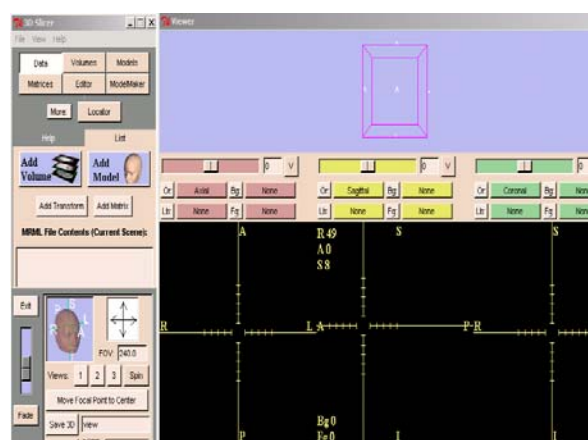 3D Slicer
File View Help
Data Volumes Models
Matrices Editor ModelMaker
More: Locator
Help List
Add Volume Add Model
Add Transform Add Matrix
MRML File Contents (Current Scene):
Exit
FOV: 240.0
Views: 1 2 3 Spin
Move Focal Point to Center
Fade
Save 3D view
Viewer
0 V 0 V 0
Or: Axial Bg: None Or: Sagittal Bg: None Or: Coronal Bg: None
Lb: None Fg: None Lb: None Fg: None Lb: None Fg: None
A R 49 S S
A 0
S 8
R L A P R
Bg 0
P Fg 0 I I